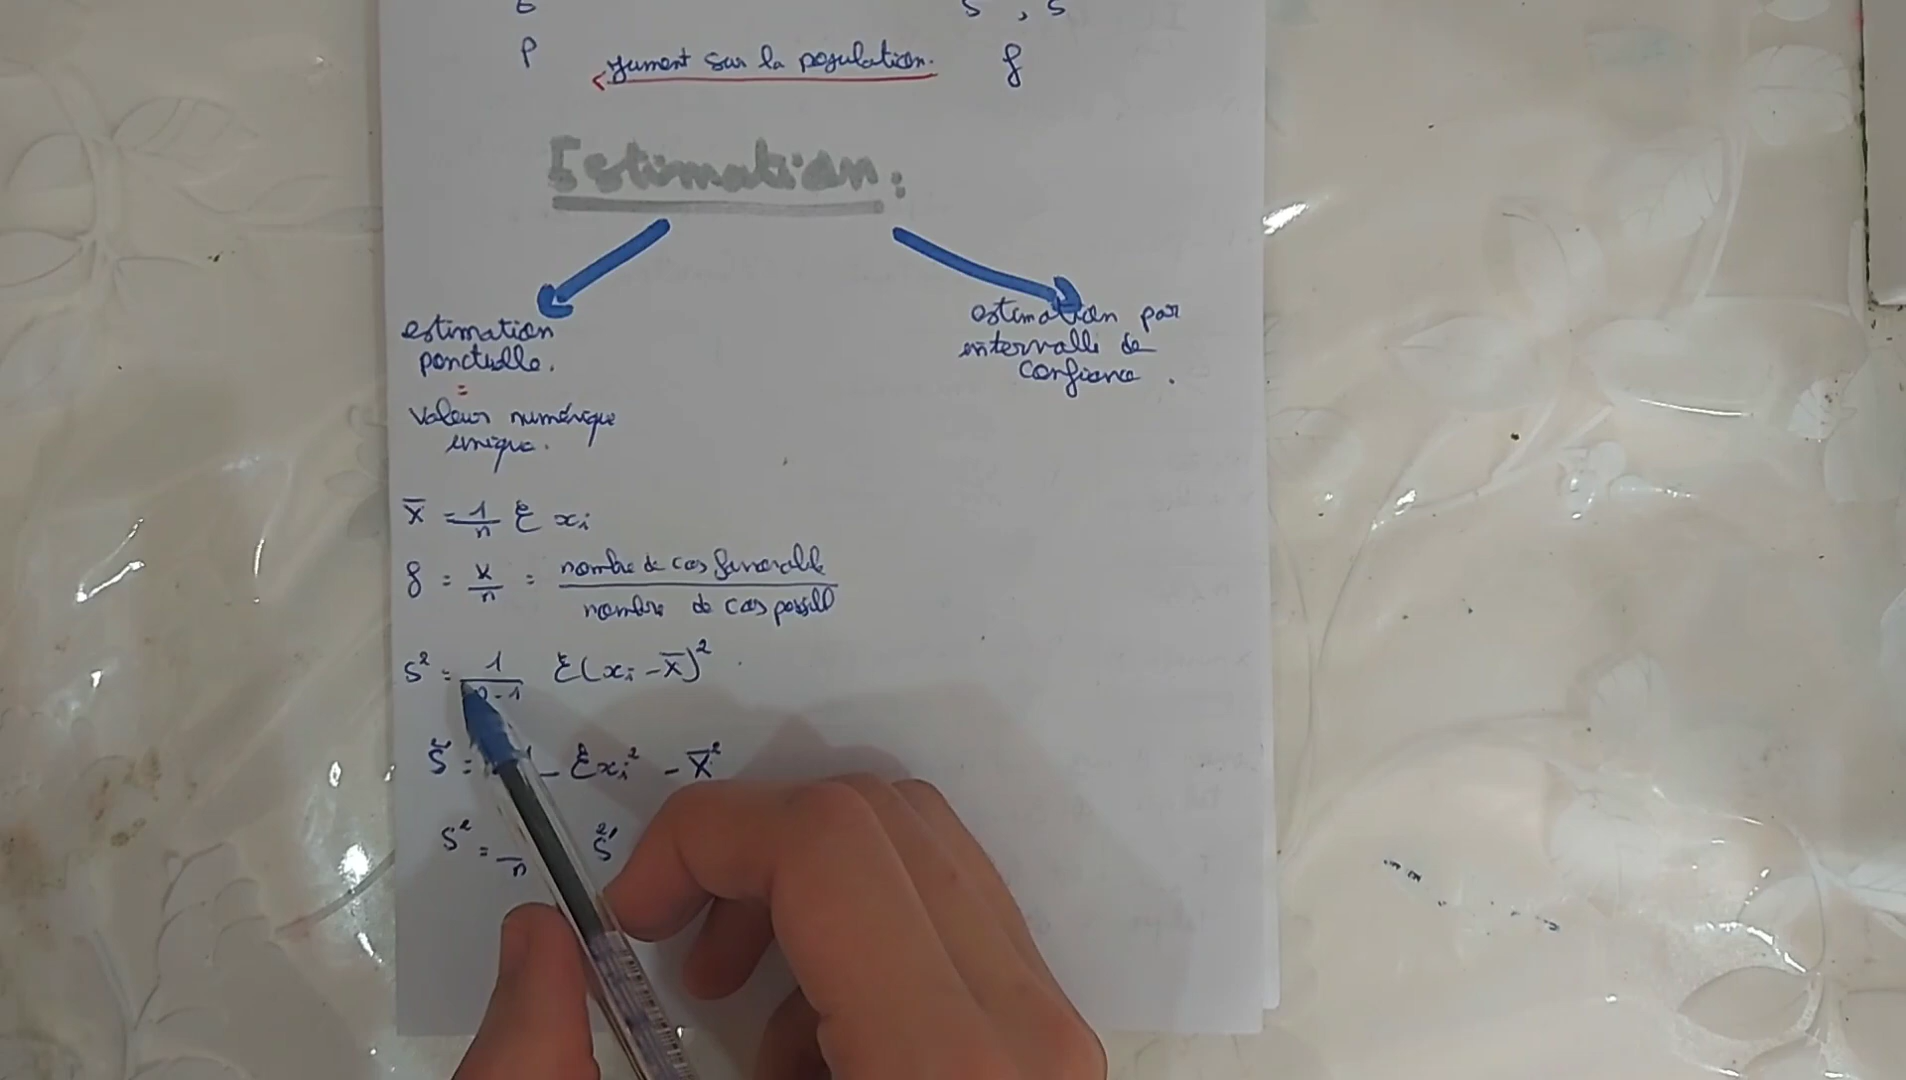 P
jument sur la population.
f
Estimation :
estimation
ponctuelle.
=
valeur numérique
unique.
estimation par
intervalle de
confiance .
X̄ = 1/n Σ xi
f = x/n = nombre de cas favorable / nombre de cas possibl
S² = 1/n-1 Σ(xi - X̄)²
= Σxi² - X̄²
S² = n